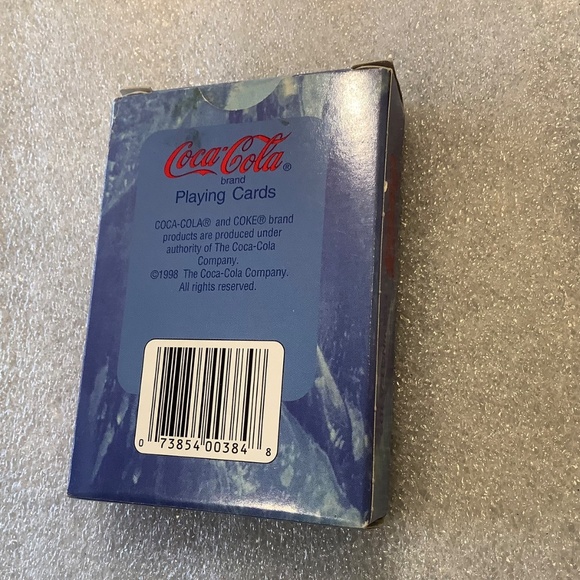 Coca-Cola®
brand
Playing Cards
COCA-COLA® and COKE® brand
products are produced under
authority of The Coca-Cola
Company.
©1998 The Coca-Cola Company.
All rights reserved.
0 73854 00384 8